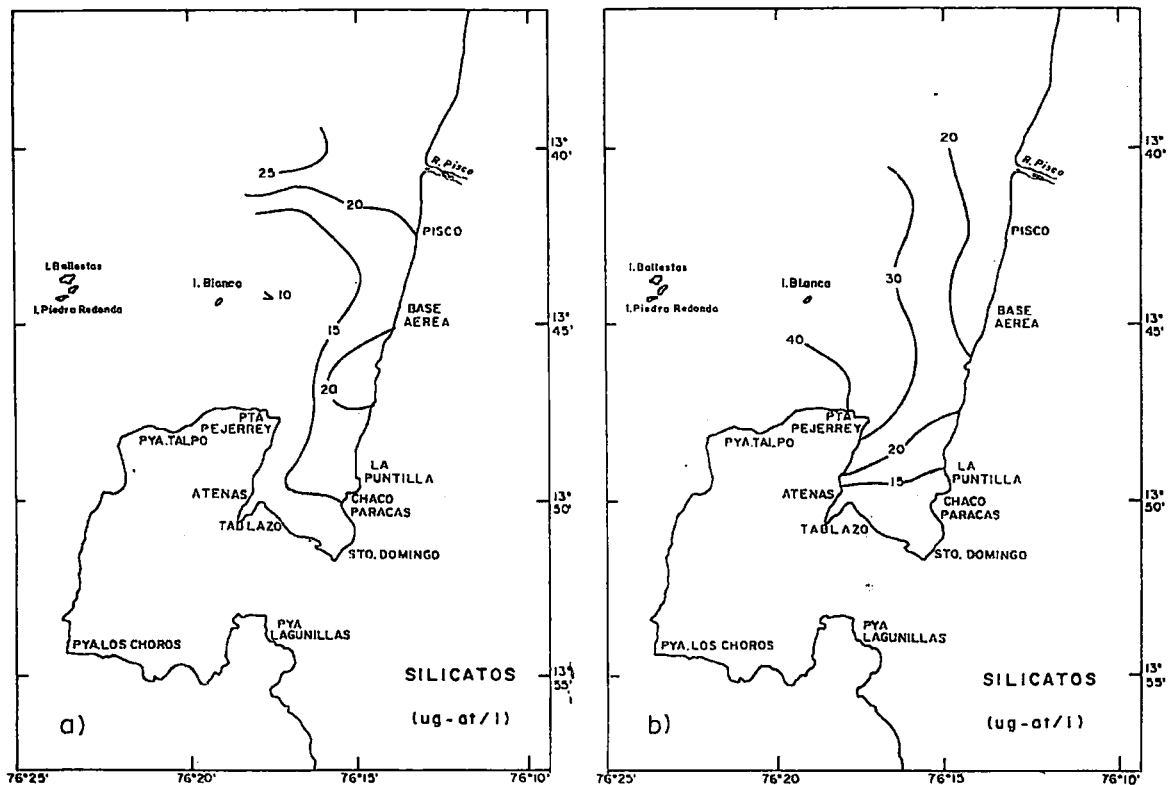 13°
40'
25
R. Pisco
20
PISCO
I. Ballestas
I. Blanca
>10
I. Piedra Redonda
BASE
AEREA
15
13°
45'
20
PTA
PEJERREY
PYA. TALPO
LA
PUNTILLA
ATENAS
CHACO
PARACAS
13°
50'
TABLAZO
STO. DOMINGO
PYA
LAGUNILLAS
PYA. LOS CHOROS
SILICATOS
13°
55'
a)
(ug-at/l)
76°25'
76°20'
76°15'
76°10'
20
13°
40'
R. Pisco
PISCO
I. Ballestas
30
I. Blanca
I. Piedra Redonda
BASE
AEREA
13°
45'
40
PTA
PEJERREY
PYA. TALPO
20
LA
PUNTILLA
15
ATENAS
CHACO
PARACAS
13°
50'
TABLAZO
STO. DOMINGO
PYA
LAGUNILLAS
PYA. LOS CHOROS
SILICATOS
13°
55'
b)
(ug-at/l)
76°25'
76°20
76°15'
76°10'